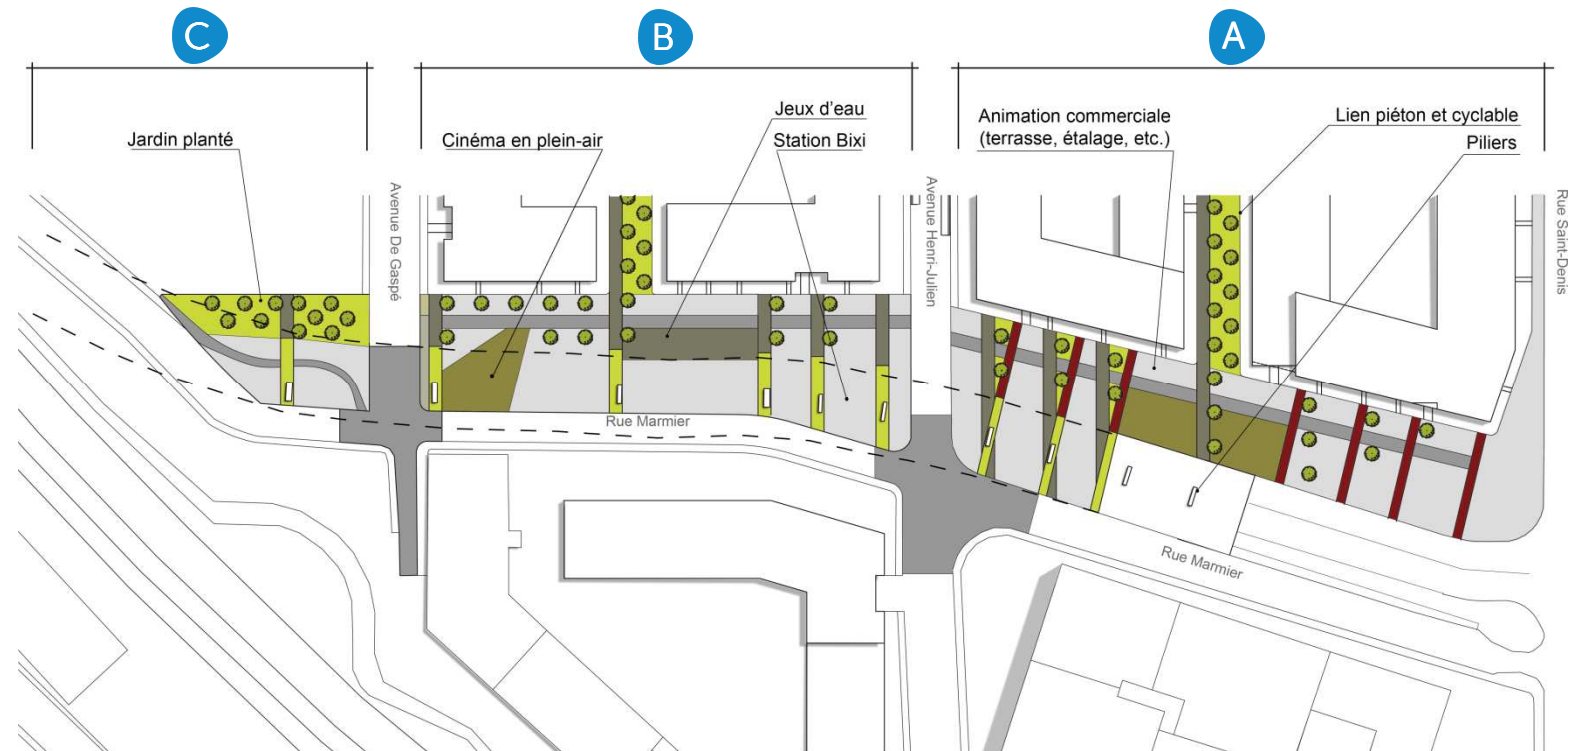 C
B
A
Jardin planté
Cinéma en plein-air
Jeux d'eau
Station Bixi
Animation commerciale
(terrasse, étalage, etc.)
Lien piéton et cyclable
Piliers
Avenue De Gaspé
Avenue Henri-Julien
Rue Saint-Denis
Rue Marmier
Rue Marmier